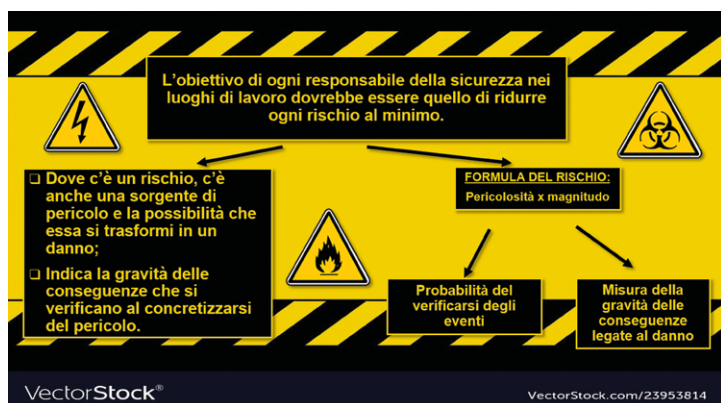 L'obiettivo di ogni responsabile della sicurezza nei
luoghi di lavoro dovrebbe essere quello di ridurre
ogni rischio al minimo.
❑ Dove c'è un rischio, c'è
anche una sorgente di
pericolo e la possibilità che
essa si trasformi in un
danno;
❑ Indica la gravità delle
conseguenze che si
verificano al concretizzarsi
del pericolo.
FORMULA DEL RISCHIO:
Pericolosità x magnitudo
Probabilità del
verificarsi degli
eventi
Misura della
gravità delle
conseguenze
legate al danno
VectorStock®
VectorStock.com/23953814